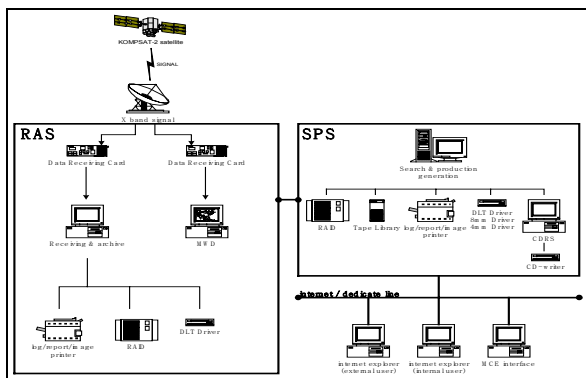 KOMPSAT-2 satellite
SIGNAL
X band signal
RAS
Data Receiving Card
Data Receiving Card
Receiving & archive
MWD
log/report/image
printer
RAID
DLT Driver
SPS
Search & production
generation
RAID
Tape Library
log/report/image
printer
DLT Driver
8mm Driver
4mm Driver
CDRS
CD-writer
internet / dedicate line
internet explorer
(external user)
internet explorer
(internal user)
MCE interface